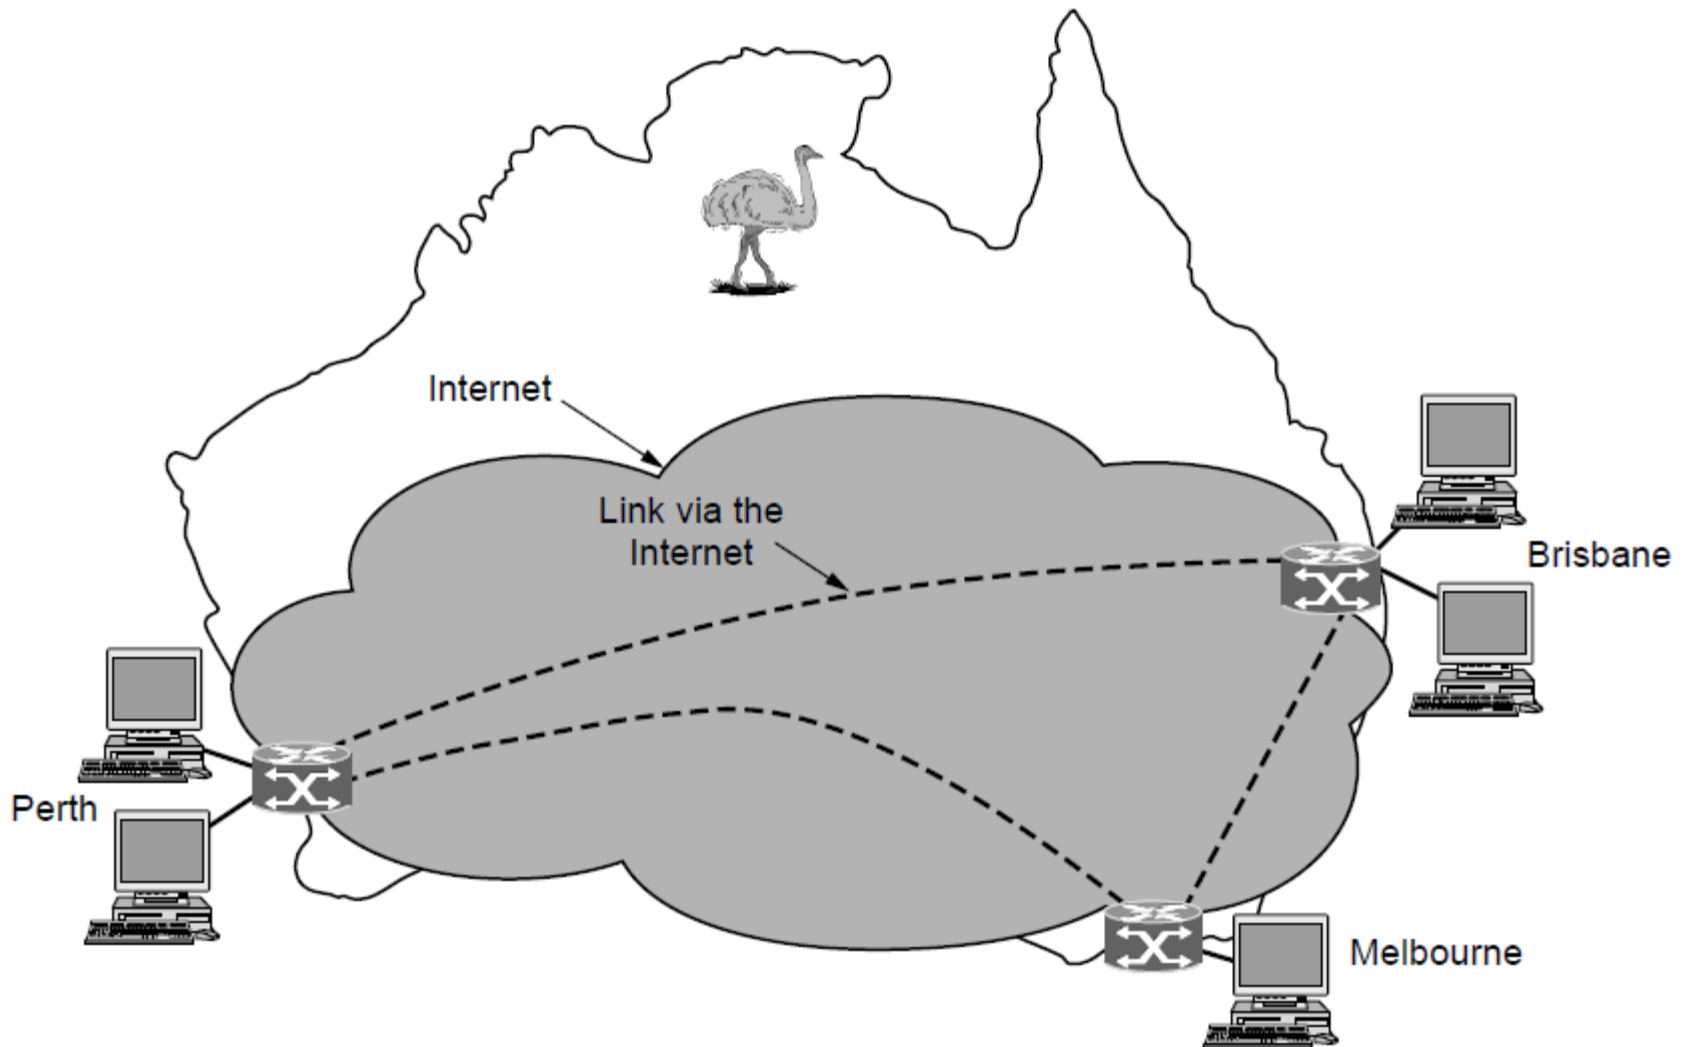 Internet
Link via the
Internet
Brisbane
Perth
Melbourne